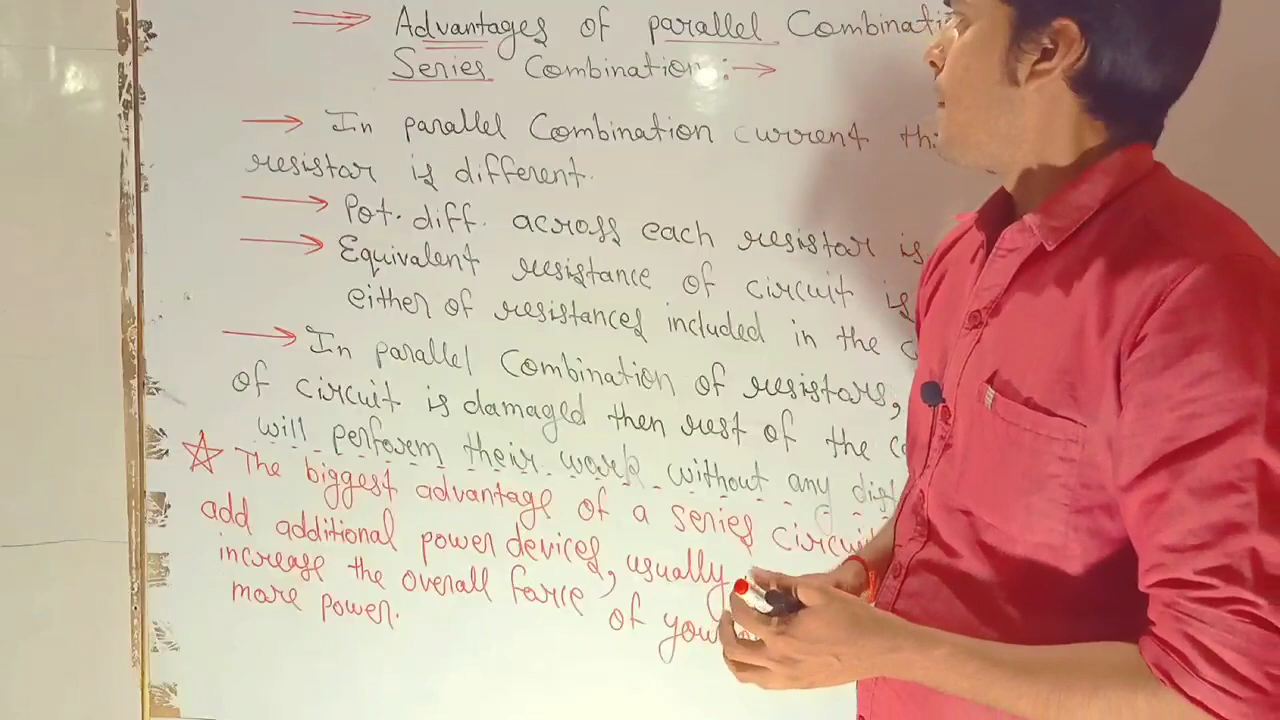 Advantages of parallel Combinati
Series Combination :→
→ In parallel Combination current th
resistor is different.
→ Pot. diff. across each resistor is
→ Equivalent resistance of circuit is
either of resistances included in the c
→ In parallel Combination of resistors,
of circuit is damaged then rest of the c
will perform their work without any dis
☆ The biggest advantage of a series circuit
add additional power devices, usually
increase the overall force of you
more power.